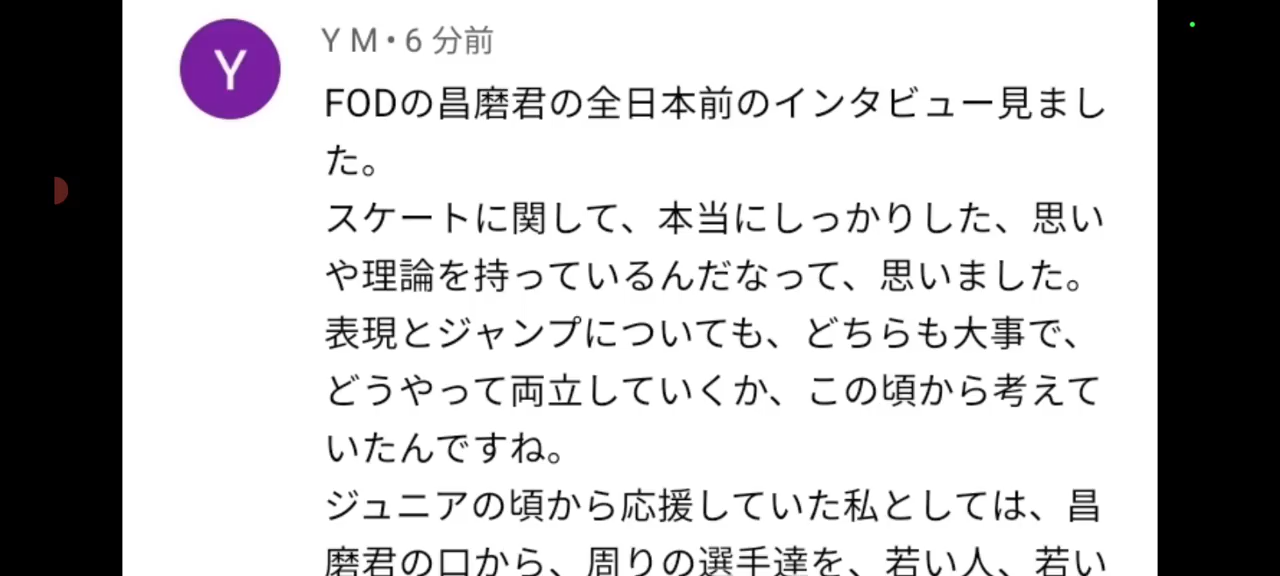 Y
Y M • 6 分前
FODの昌磨君の全日本前のインタビュー見まし
た。
スケートに関して、本当にしっかりした、思い
や理論を持っているんだなって、思いました。
表現とジャンプについても、どちらも大事で、
どうやって両立していくか、この頃から考えて
いたんですね。
ジュニアの頃から応援していた私としては、昌
磨君の口から、周りの選手達を、若い人、若い